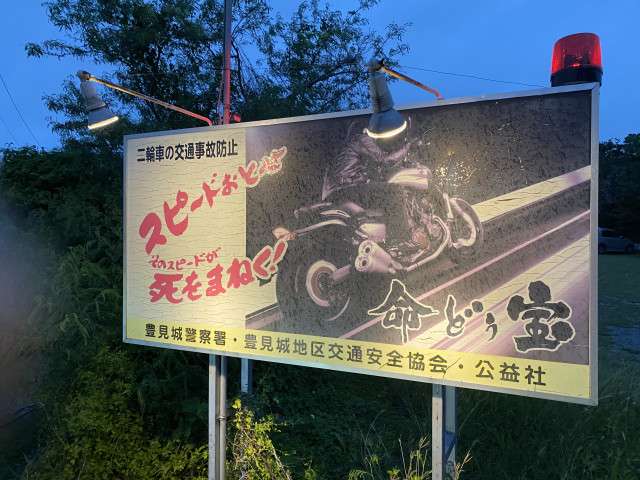 二輪車の交通事故防止
スピードおとせ
そのスピードが
死をまねく!
命どぅ宝
豊見城警察署・豊見城地区交通安全協会・公益社